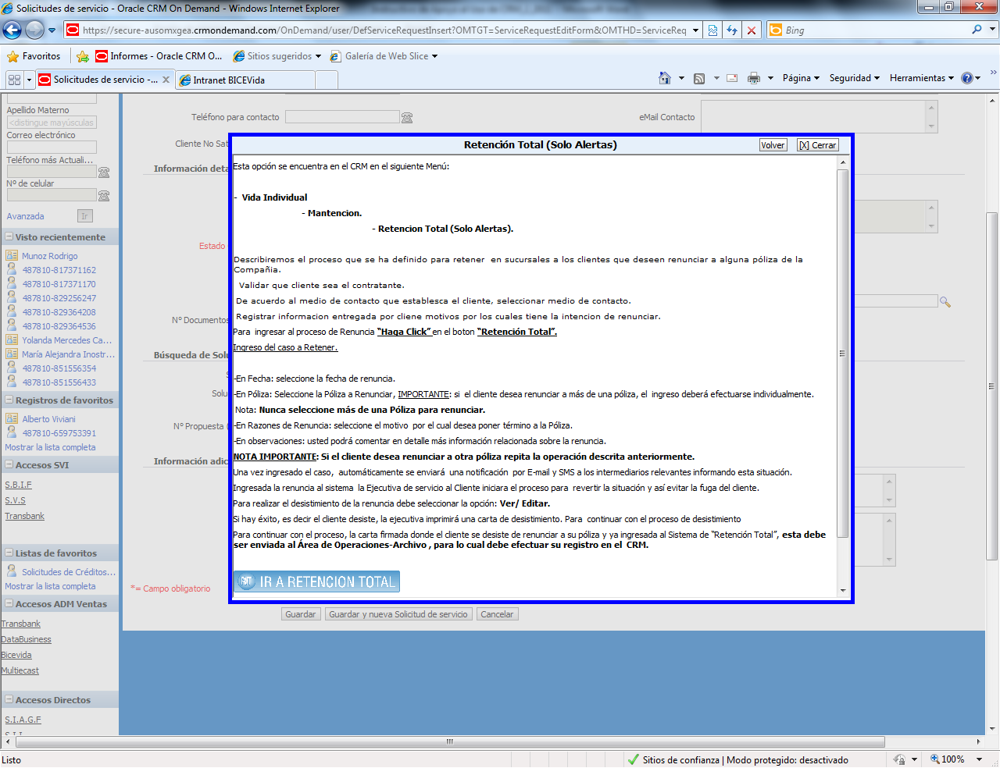 Solicitudes de servicio - Oracle CRM On Demand - Windows Internet Explorer
https://secure-ausomxgea.crmondemand.com/OnDemand/user/DefServiceRequestInsert?OMTGT=ServiceRequestEditForm&OMTHD=ServiceReq
Bing
Favoritos
Informes - Oracle CRM O...
Sitios sugeridos
Galería de Web Slice
Solicitudes de servicio -...
Intranet BICEVida
Página
Seguridad
Herramientas
Apellido Materno
<distingue mayúsculas
Correo electrónico
Teléfono más Actuali...
Nº de celular
Avanzada
Ir
Visto recientemente
Munoz Rodrigo
487810-817371162
487810-817371170
487810-829256247
487810-829364208
487810-829364536
Yolanda Mercedes Ca...
María Alejandra Inostr...
487810-851556354
487810-851556433
Registros de favoritos
Alberto Viviani
487810-659753391
Mostrar la lista completa
Accesos SVI
S.B.I.F
S.V.S
Transbank
Listas de favoritos
Solicitudes de Créditos...
Mostrar la lista completa
Accesos ADM Ventas
Transbank
DataBusiness
Bicevida
Multiecast
Accesos Directos
S.I.A.G.F
Teléfono para contacto
eMail Contacto
Cliente No Sat
Información deta
Estado
Nº Documentos
Búsqueda de Solu
Soluc
Nº Propuesta (
Información adic
*= Campo obligatorio
Retención Total (Solo Alertas)
Volver
[X] Cerrar
Esta opción se encuentra en el CRM en el siguiente Menú:
- Vida Individual
- Mantencion.
- Retencion Total (Solo Alertas).
Describiremos el proceso que se ha definido para retener en sucursales a los clientes que deseen renunciar a alguna póliza de la
Compañia.
Validar que cliente sea el contratante.
De acuerdo al medio de contacto que establesca el cliente, seleccionar medio de contacto.
Registrar informacion entregada por cliene motivos por los cuales tiene la intencion de renunciar.
Para ingresar al proceso de Renuncia “Haga Click” en el boton “Retención Total”.
Ingreso del caso a Retener.
-En Fecha: seleccione la fecha de renuncia.
-En Póliza: Seleccione la Póliza a Renunciar, IMPORTANTE: si el cliente desea renunciar a más de una póliza, el ingreso deberá efectuarse individualmente.
Nota: Nunca seleccione más de una Póliza para renunciar.
-En Razones de Renuncia: seleccione el motivo por el cual desea poner término a la Póliza.
-En observaciones: usted podrá comentar en detalle más información relacionada sobre la renuncia.
NOTA IMPORTANTE: Si el cliente desea renunciar a otra póliza repita la operación descrita anteriormente.
Una vez ingresado el caso, automáticamente se enviará una notificación por E-mail y SMS a los intermediarios relevantes informando esta situación.
Ingresada la renuncia al sistema la Ejecutiva de servicio al Cliente iniciara el proceso para revertir la situación y así evitar la fuga del cliente.
Para realizar el desistimiento de la renuncia debe seleccionar la opción: Ver/ Editar.
Si hay éxito, es decir el cliente desiste, la ejecutiva imprimirá una carta de desistimiento. Para continuar con el proceso de desistimiento
Para continuar con el proceso, la carta firmada donde el cliente se desiste de renunciar a su póliza y ya ingresada al Sistema de “Retención Total”, esta debe
ser enviada al Área de Operaciones-Archivo , para lo cual debe efectuar su registro en el CRM.
IR A RETENCION TOTAL
Guardar
Guardar y nueva Solicitud de servicio
Cancelar
Listo
Sitios de confianza | Modo protegido: desactivado
100%